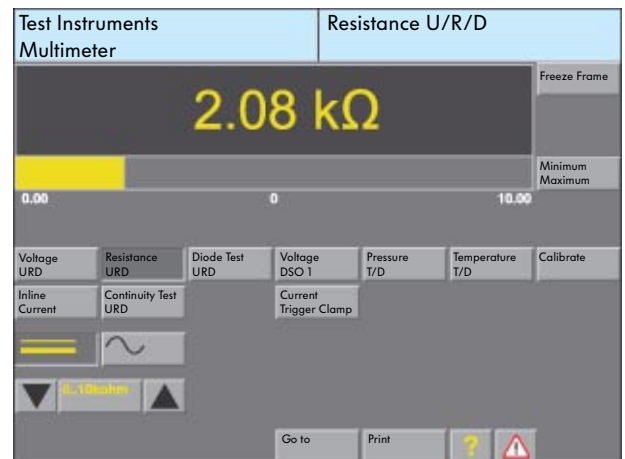 Test Instruments
Multimeter
Resistance U/R/D
Freeze Frame
2.08 kΩ
Minimum
Maximum
0.00 0 10.00
Voltage
URD
Resistance
URD
Diode Test
URD
Voltage
DSO 1
Pressure
T/D
Temperature
T/D
Calibrate
Inline
Current
Continuity Test
URD
Current
Trigger Clamp
0..10kohm
Go to
Print
?